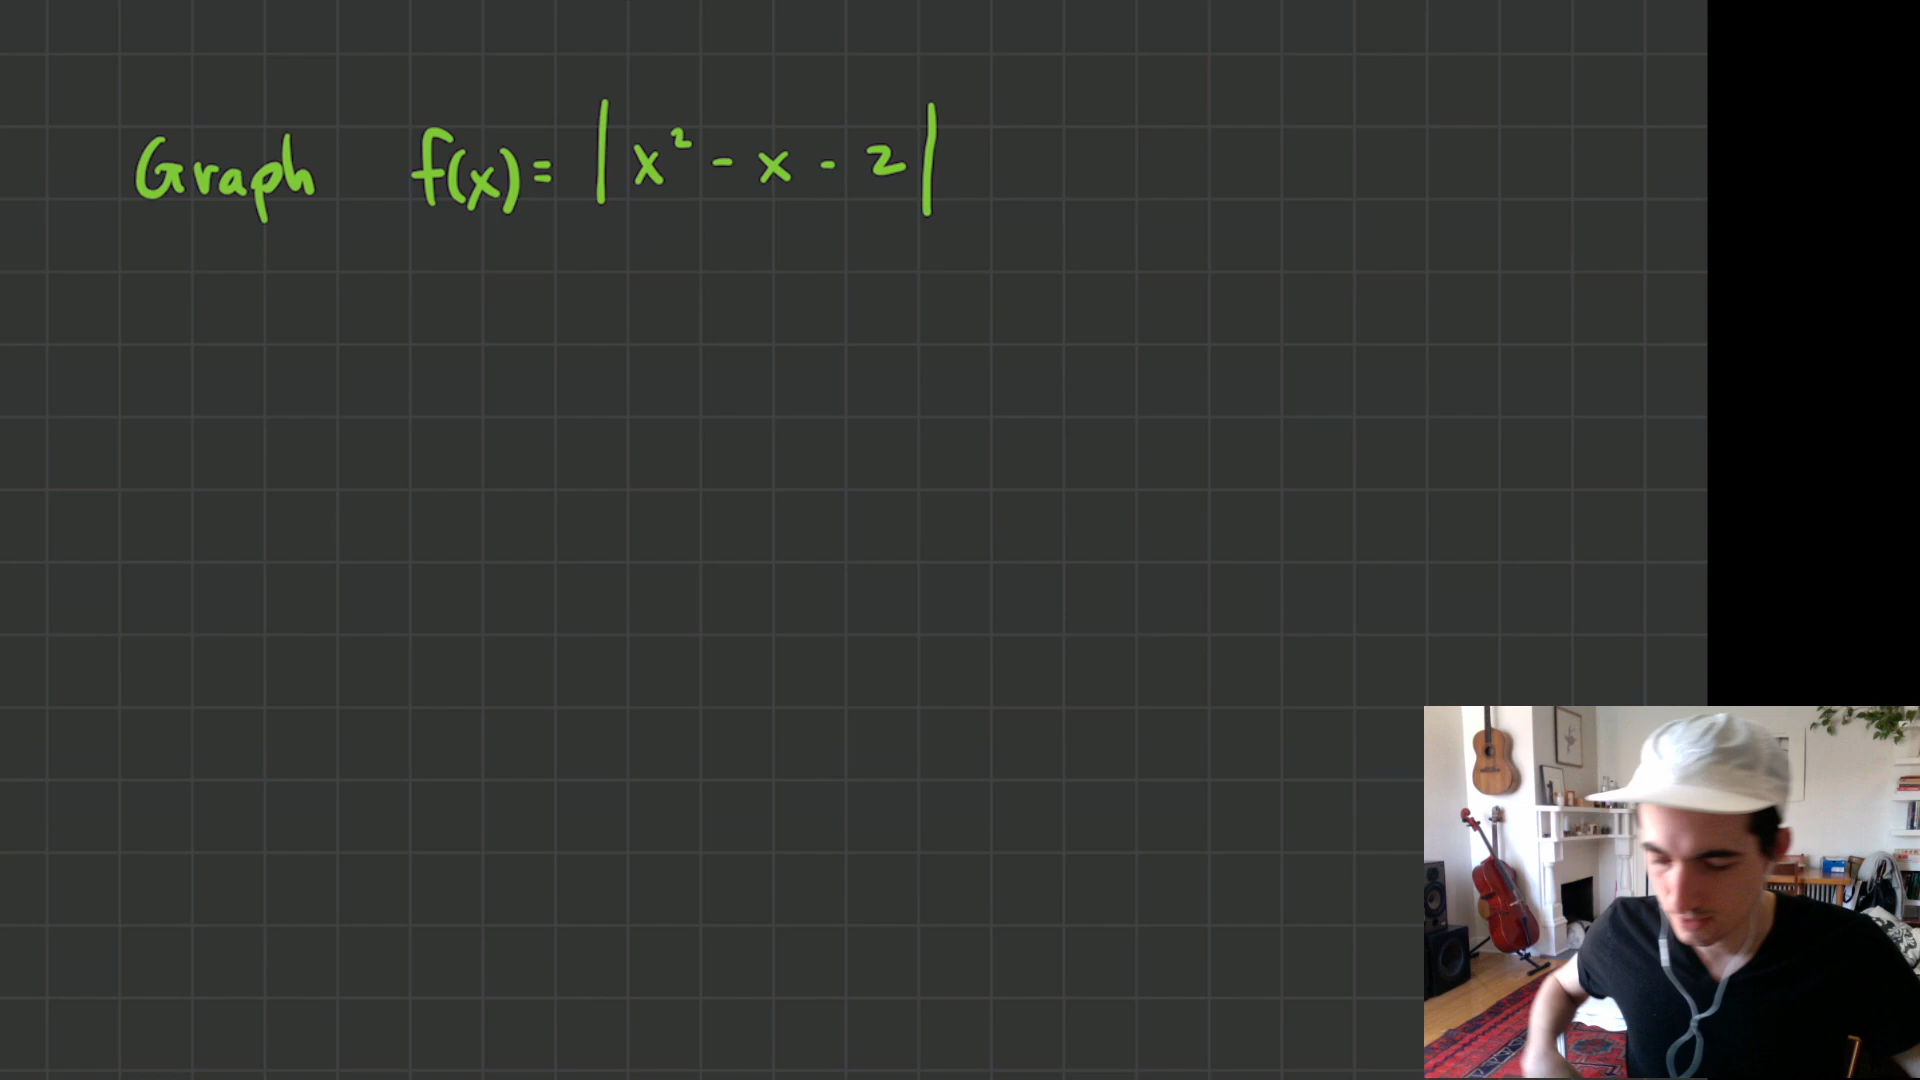 Graph f(x) = | x² - x - 2 |